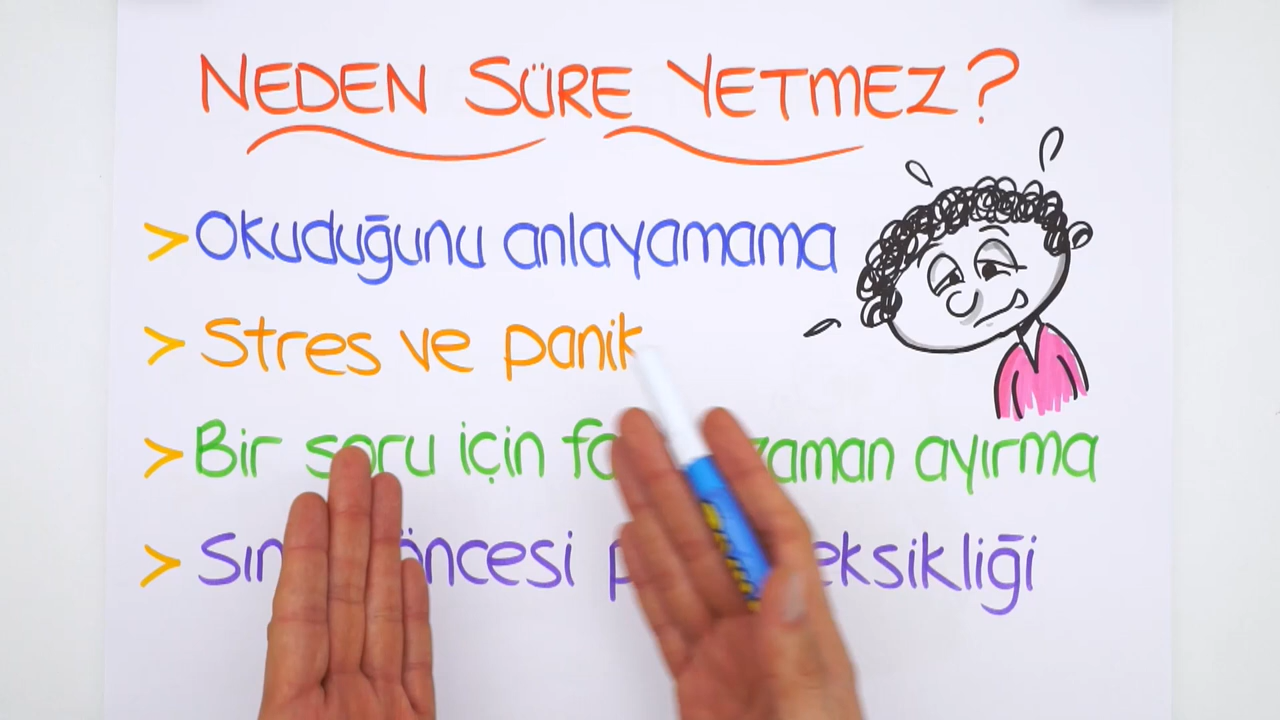 NEDEN SÜRE YETMEZ?
> Okuduğunu anlayamama
> Stres ve panik
> Bir soru için zaman ayırma
> öncesi eksikliği